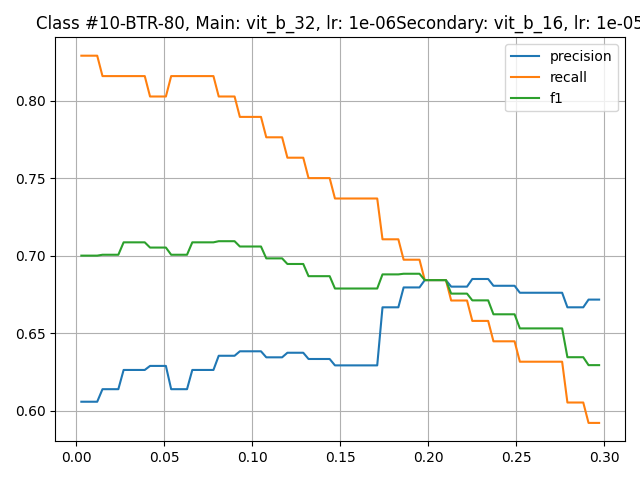 Class #10-BTR-80, Main: vit_b_32, lr: 1e-06Secondary: vit_b_16, lr: 1e-05
precision
recall
f1
0.80
0.75
0.70
0.65
0.60
0.00 0.05 0.10 0.15 0.20 0.25 0.30